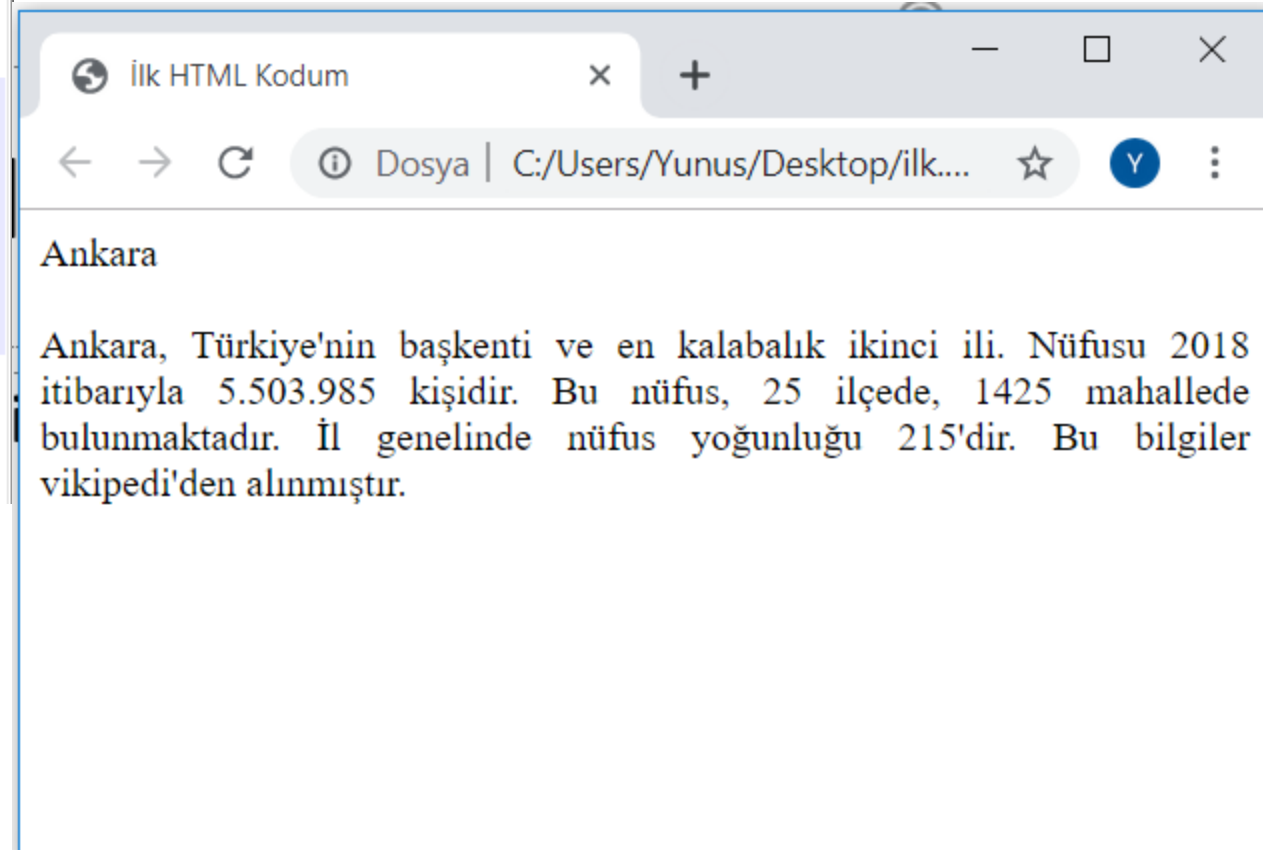 İlk HTML Kodum
Dosya | C:/Users/Yunus/Desktop/ilk....
Y
Ankara
Ankara, Türkiye'nin başkenti ve en kalabalık ikinci ili. Nüfusu 2018
itibarıyla 5.503.985 kişidir. Bu nüfus, 25 ilçede, 1425 mahallede
bulunmaktadır. İl genelinde nüfus yoğunluğu 215'dir. Bu bilgiler
vikipedi'den alınmıştır.